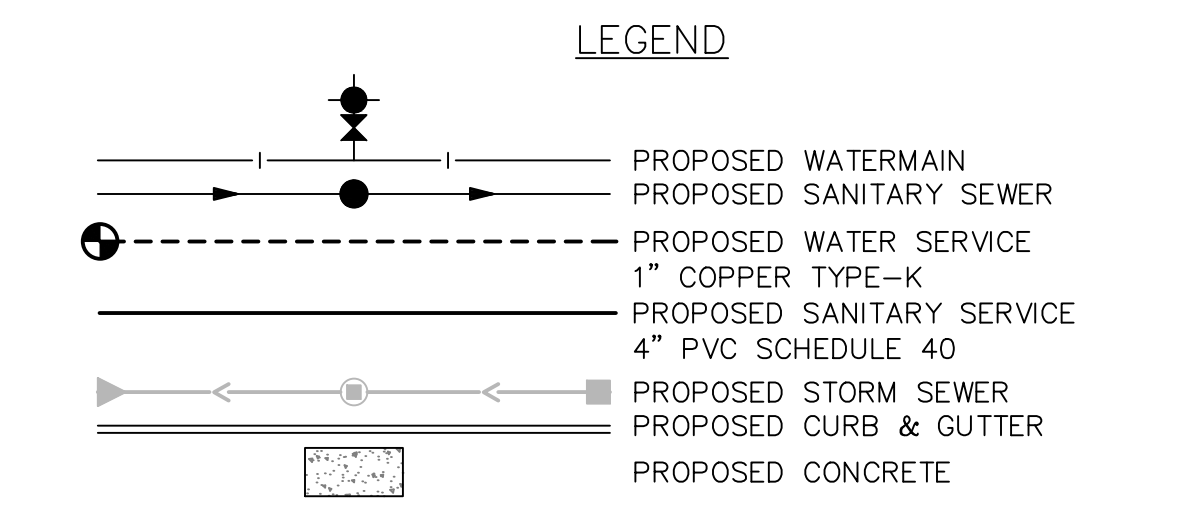 LEGEND
PROPOSED WATERMAIN
PROPOSED SANITARY SEWER
PROPOSED WATER SERVICE
1" COPPER TYPE-K
PROPOSED SANITARY SERVICE
4" PVC SCHEDULE 40
PROPOSED STORM SEWER
PROPOSED CURB & GUTTER
PROPOSED CONCRETE